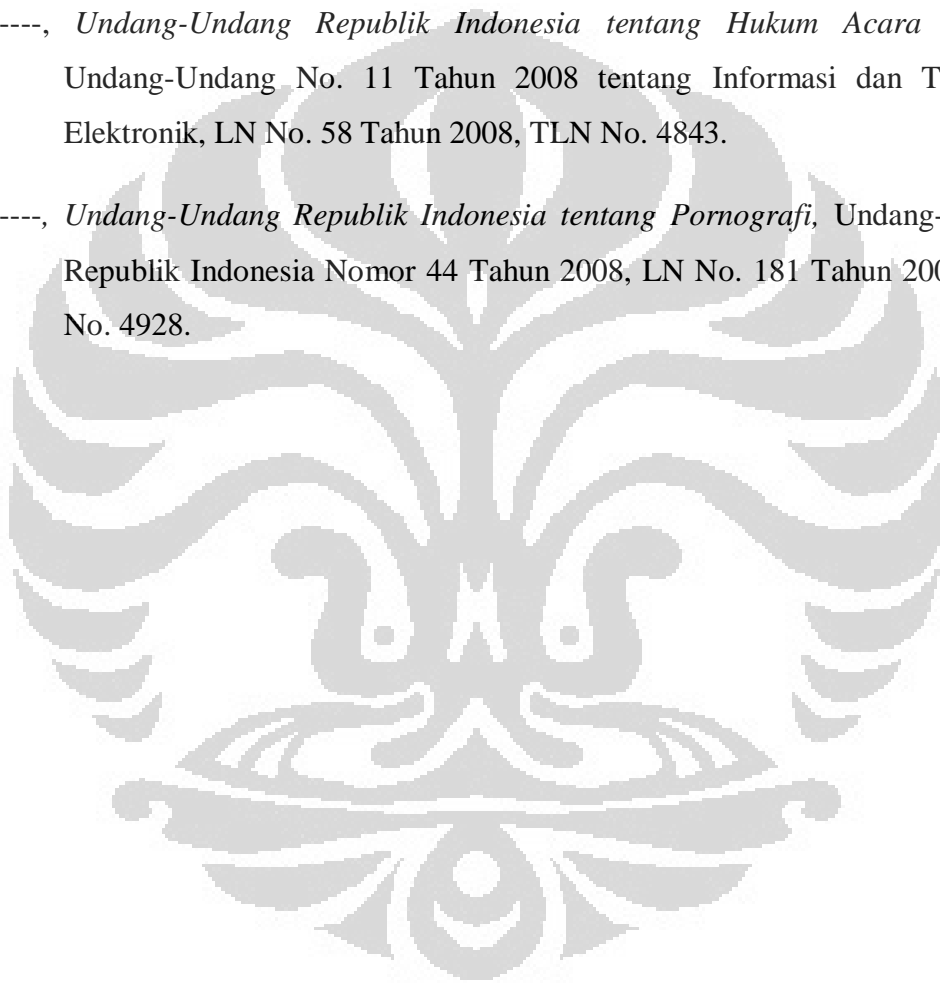 ----, Undang-Undang Republik Indonesia tentang Hukum Acara
Undang-Undang No. 11 Tahun 2008 tentang Informasi dan T
Elektronik, LN No. 58 Tahun 2008, TLN No. 4843.
----, Undang-Undang Republik Indonesia tentang Pornografi, Undang-
Republik Indonesia Nomor 44 Tahun 2008, LN No. 181 Tahun 200
No. 4928.